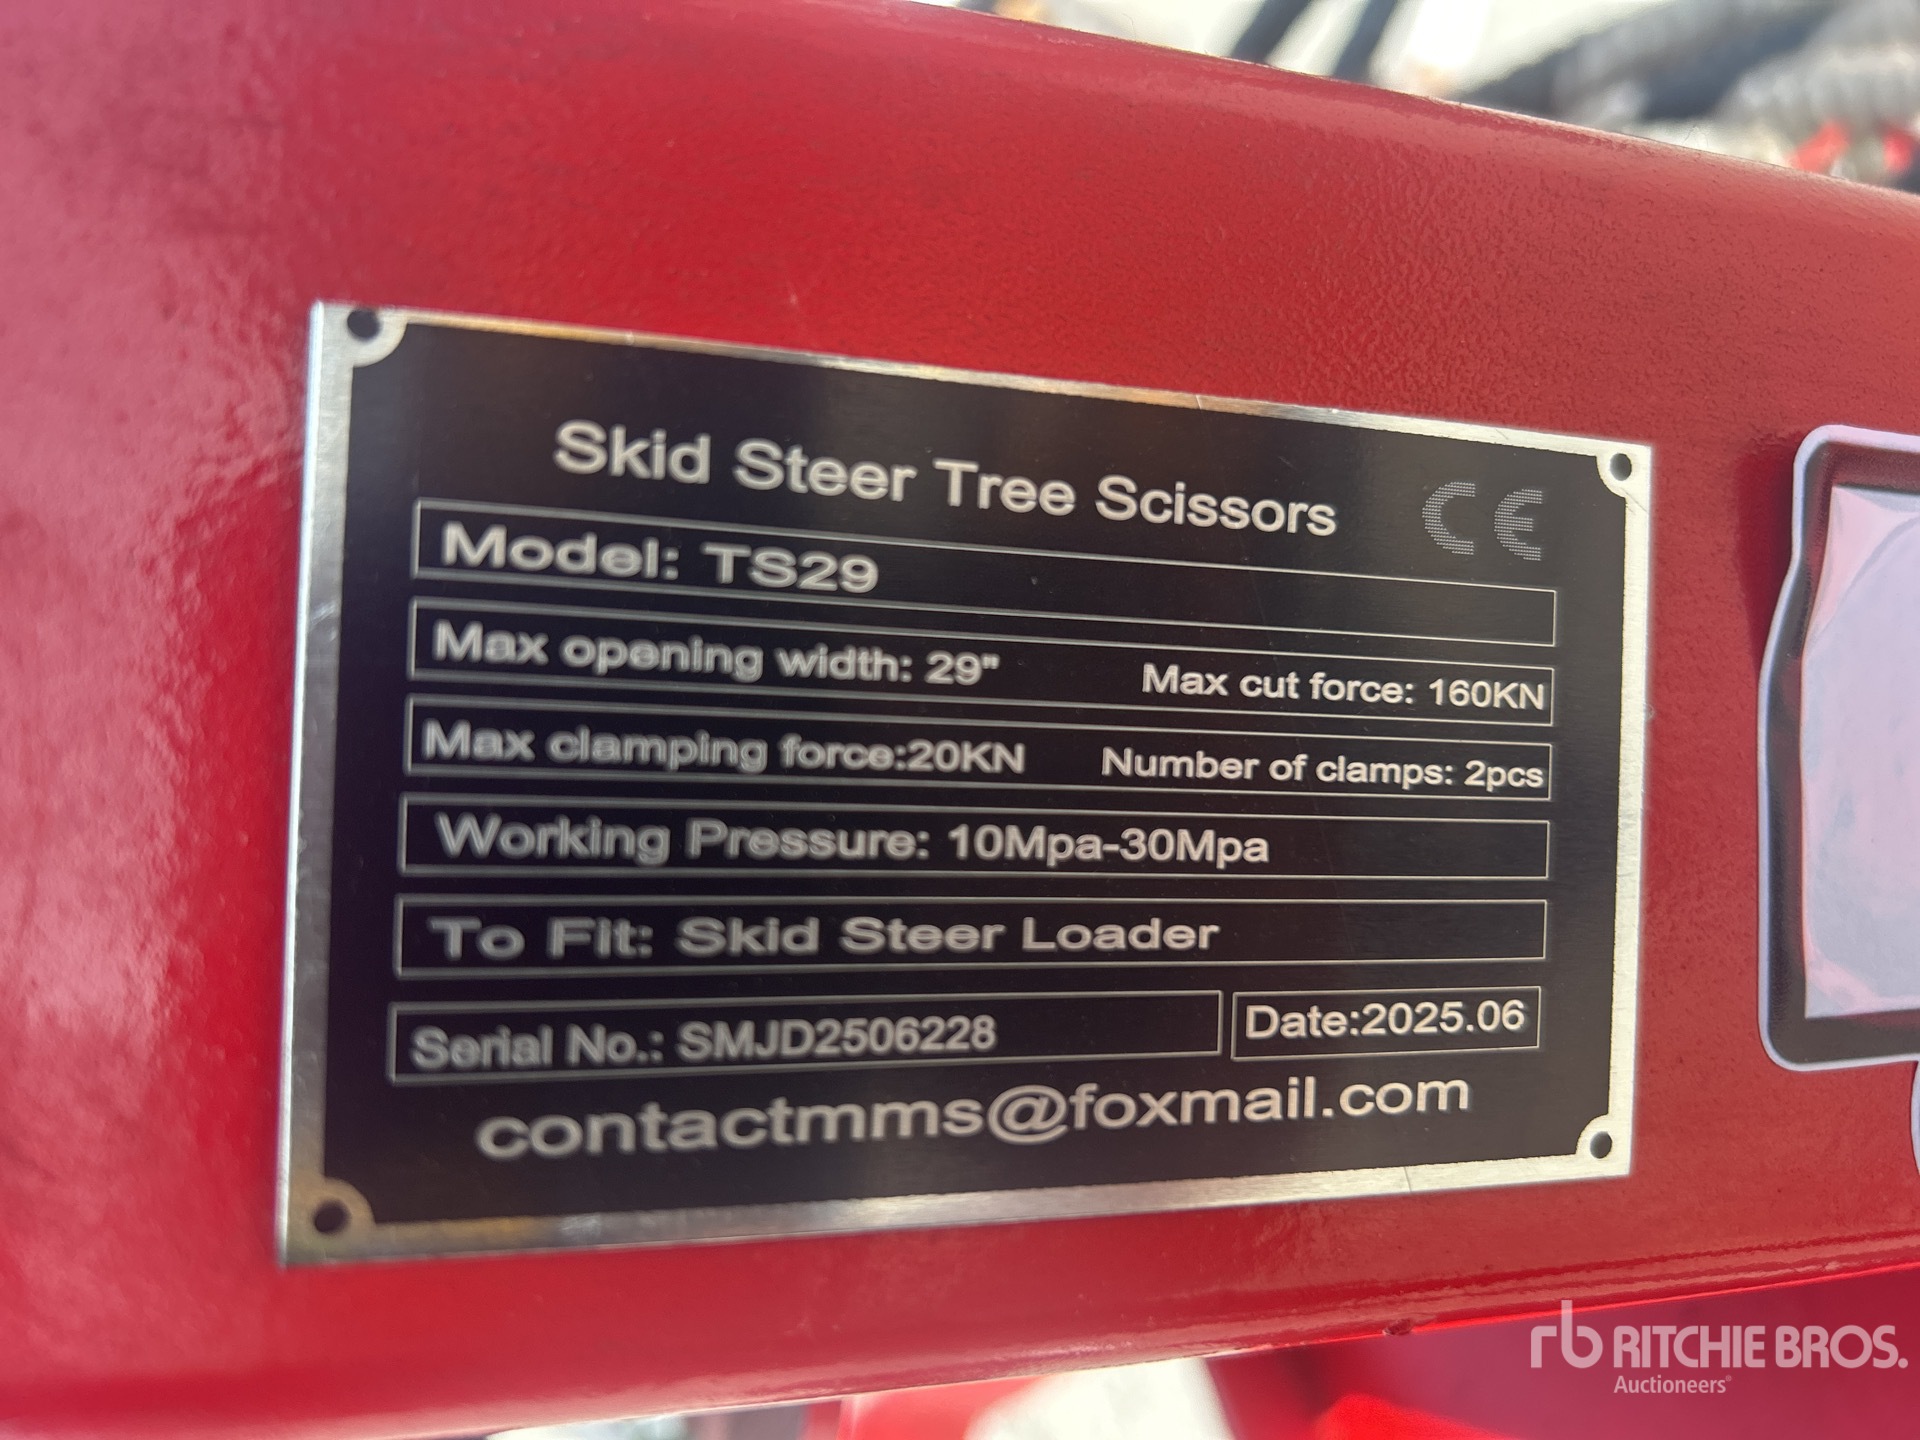 Skid Steer Tree Scissors CE
Model: TS29
Max opening width: 29" Max cut force: 160KN
Max clamping force:20KN Number of clamps: 2pcs
Working Pressure: 10Mpa-30Mpa
To Fit: Skid Steer Loader
Serial No.: SMJD2506228 Date:2025.06
contactmms@foxmail.com
rb RITCHIE BROS.
Auctioneers